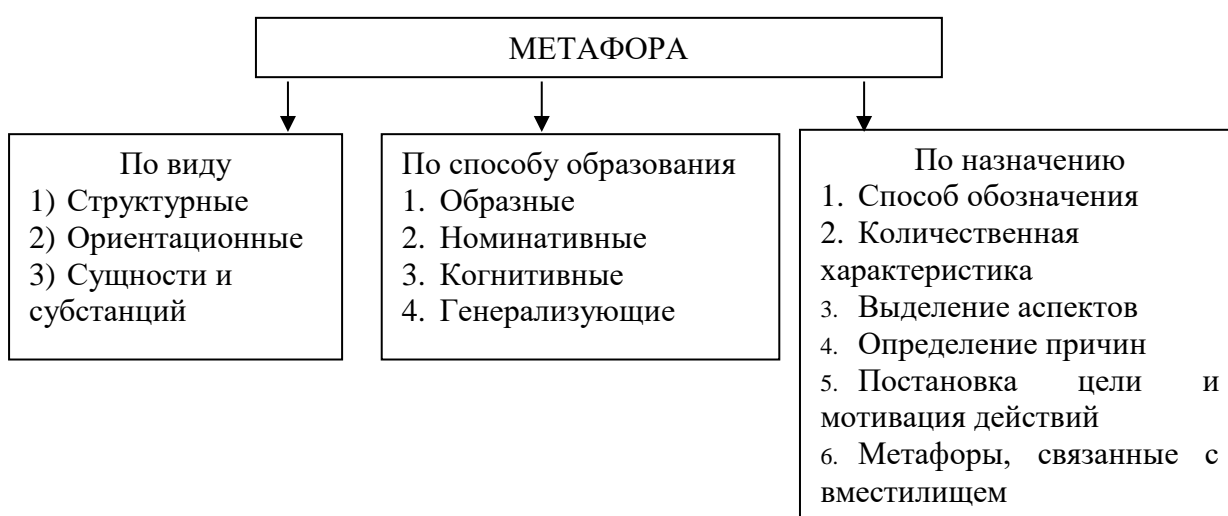 МЕТАФОРА
По виду
1) Структурные
2) Ориентационные
3) Сущности и
субстанций
По способу образования
1. Образные
2. Номинативные
3. Когнитивные
4. Генерализующие
По назначению
1. Способ обозначения
2. Количественная
характеристика
3. Выделение аспектов
4. Определение причин
5. Постановка цели и
мотивация действий
6. Метафоры, связанные с
вместилищем